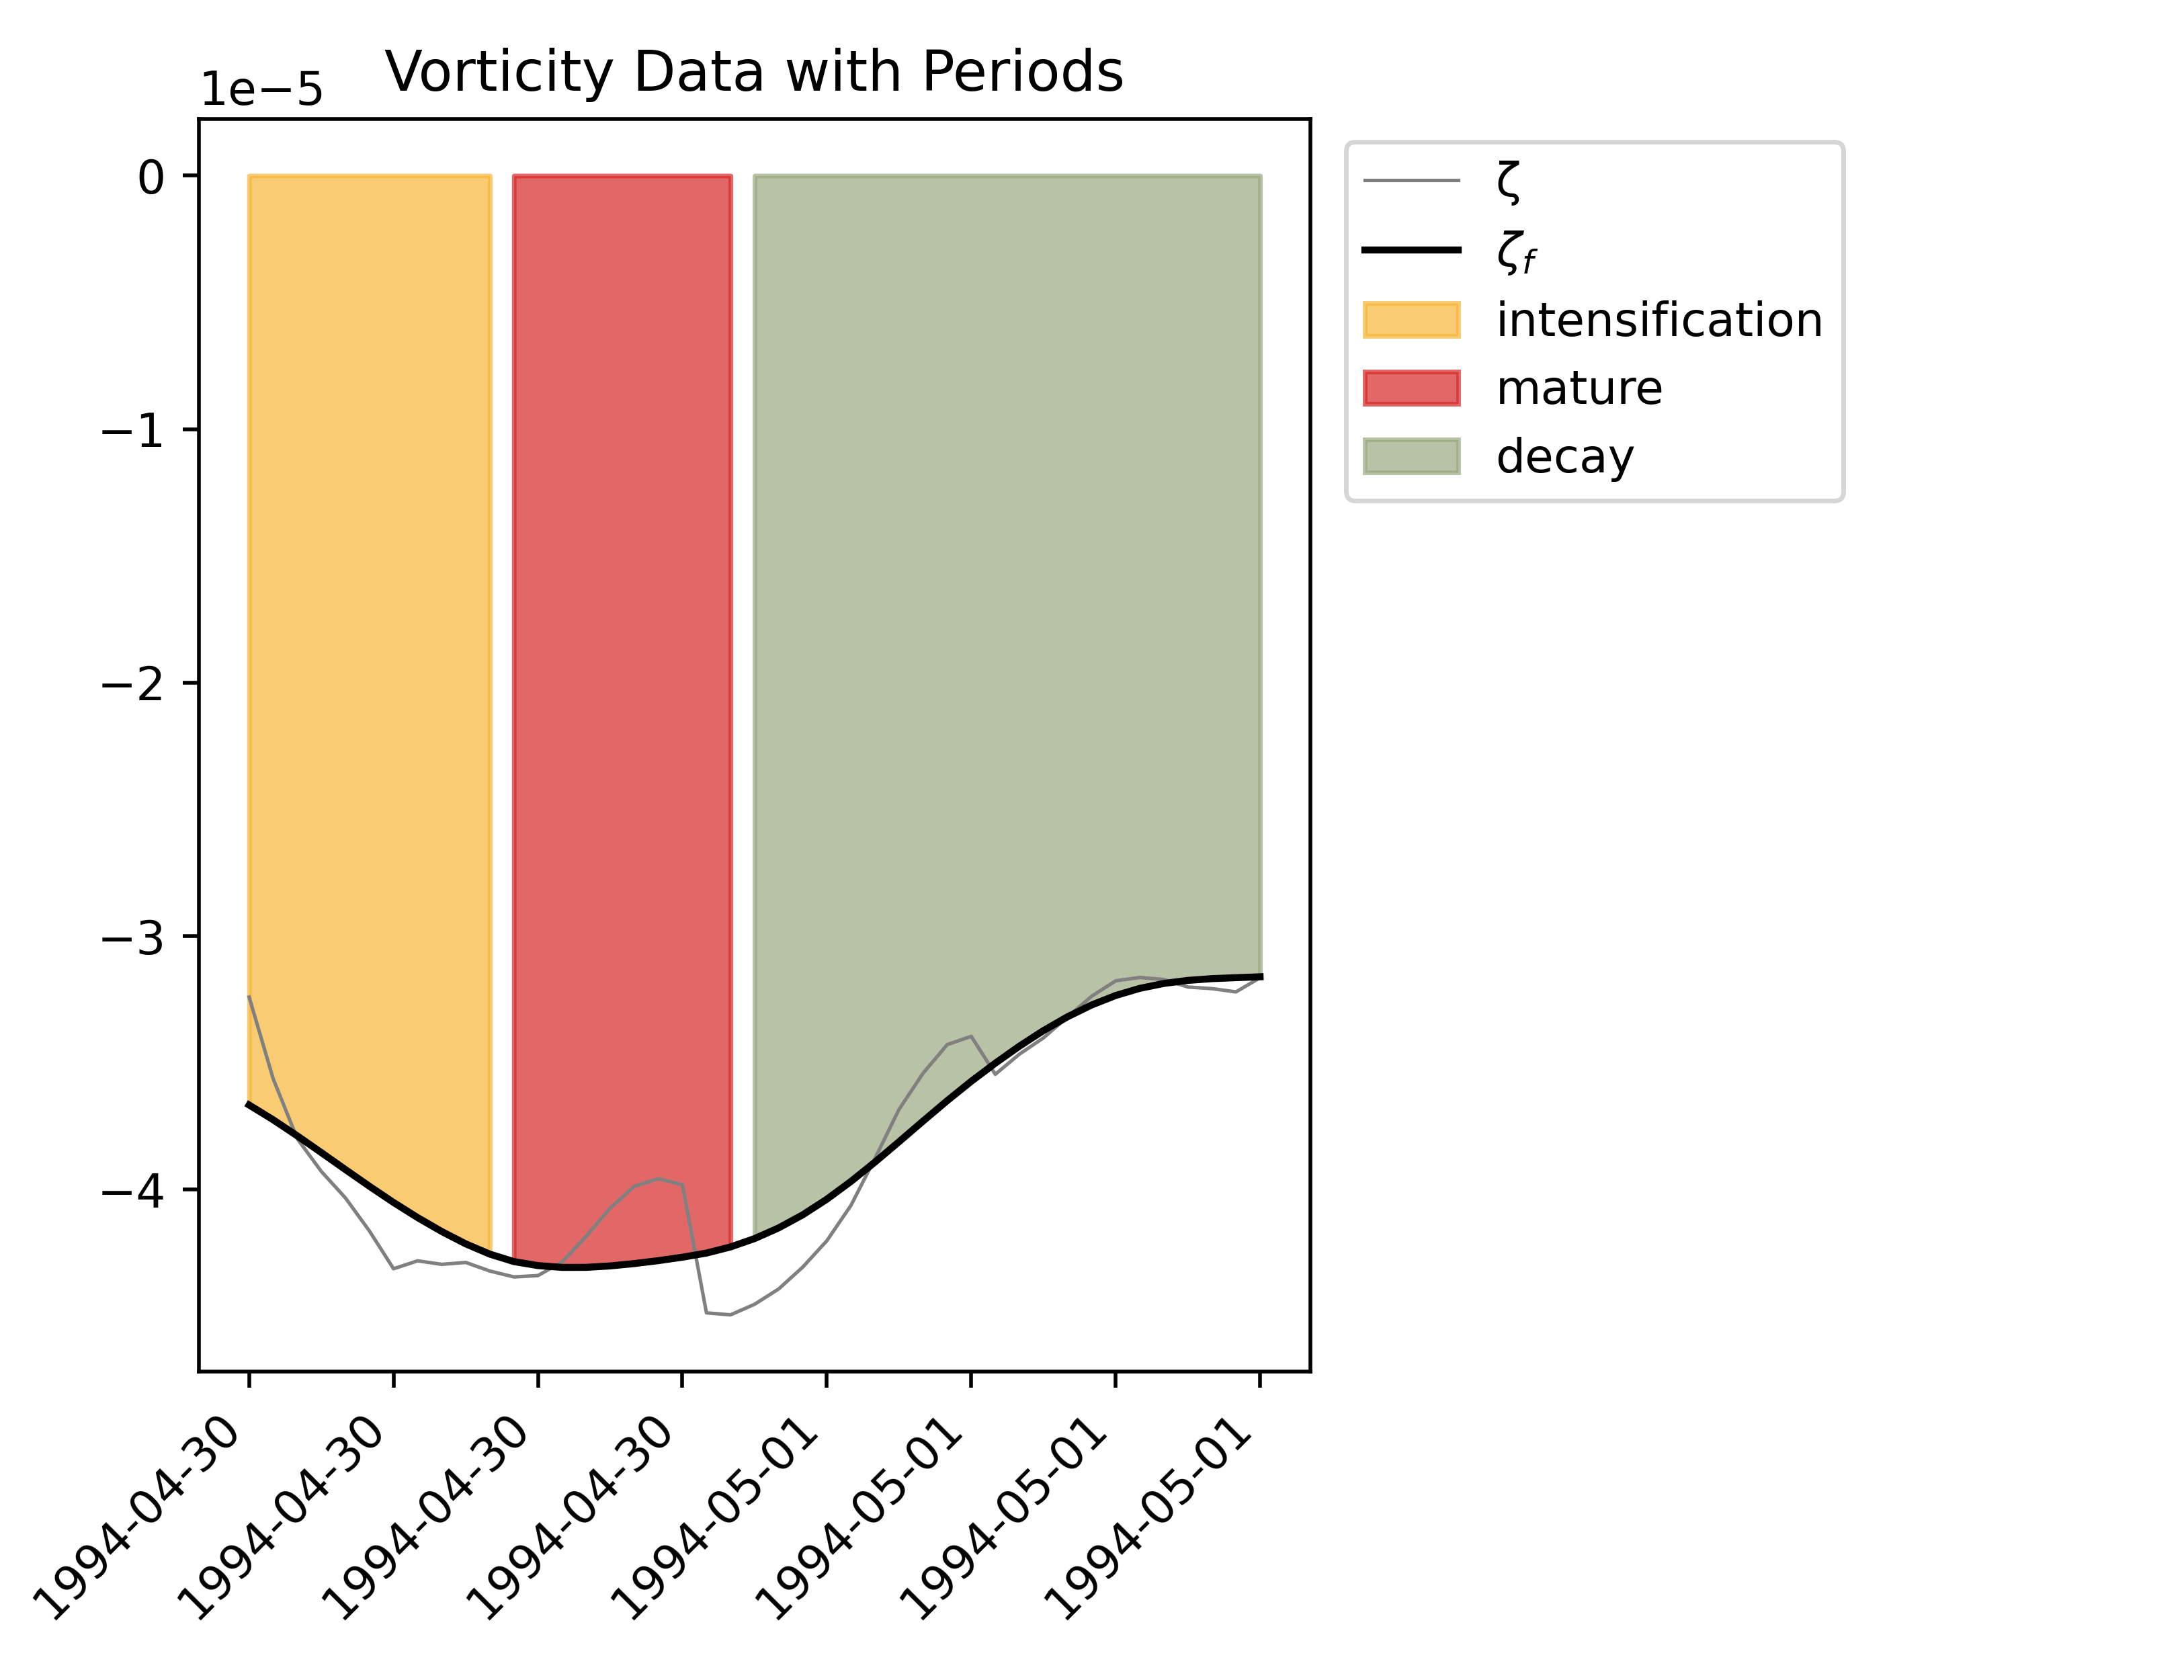 Vorticity Data with Periods
1e−5
0
−1
−2
−3
−4
1994-04-30
1994-04-30
1994-04-30
1994-04-30
1994-05-01
1994-05-01
1994-05-01
1994-05-01
ζ
ζf
intensification
mature
decay